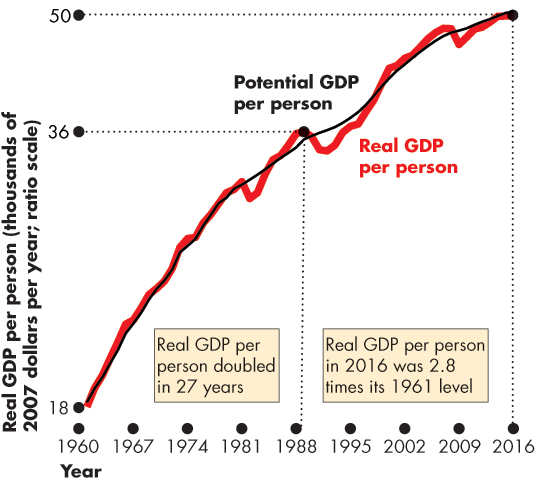 50
36
18
Real GDP per person (thousands of
2007 dollars per year; ratio scale)
Potential GDP
per person
Real GDP
per person
Real GDP per
person doubled
in 27 years
Real GDP per person
in 2016 was 2.8
times its 1961 level
1960 1967 1974 1981 1988 1995 2002 2009 2016
Year